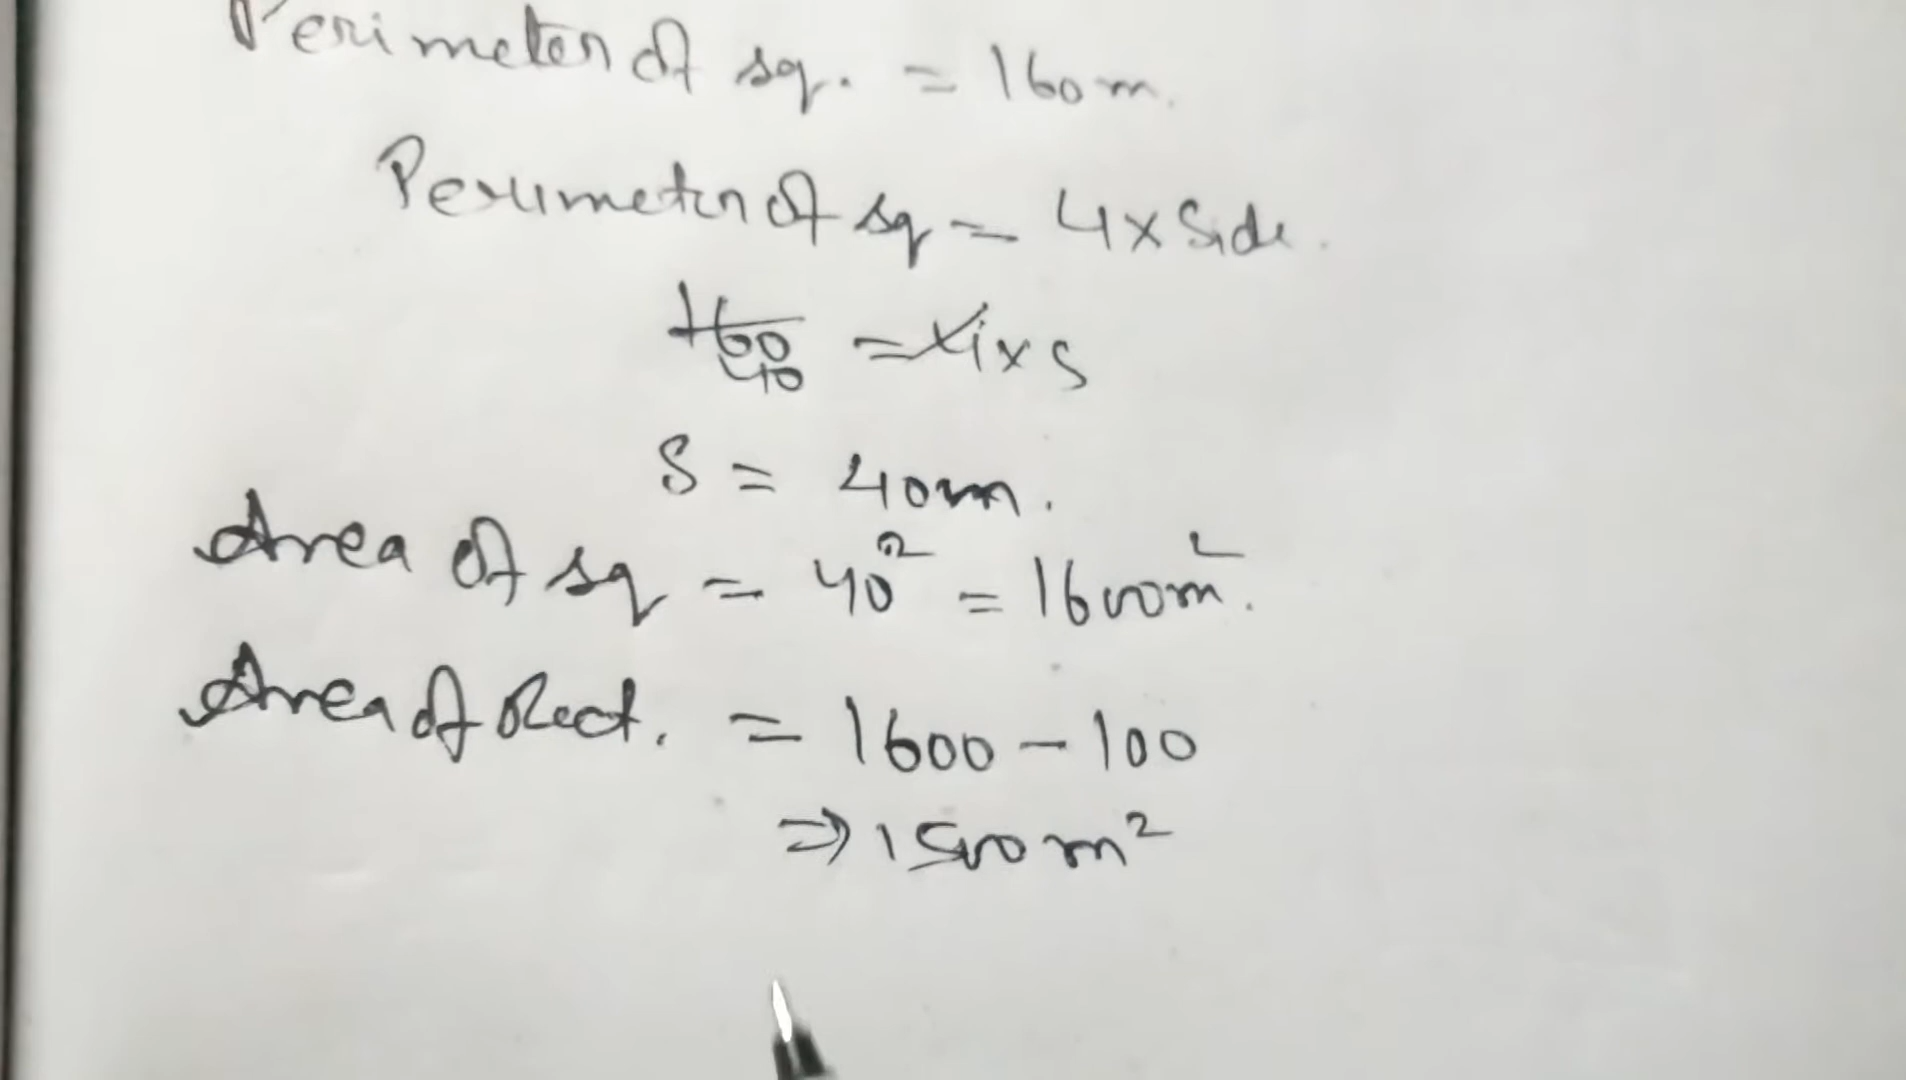 Perimeter of sq. = 160m.
Perimeter of sq = 4 x Side.
160 = 4 x s
40
S = 40m.
Area of sq = 40² = 1600m².
Area of Rect. = 1600 - 100
⇒ 1500 m²